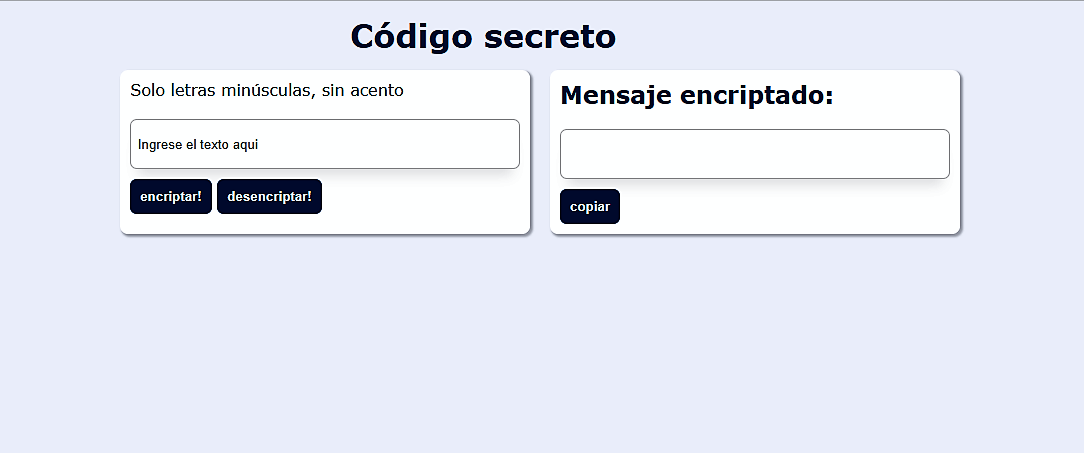 Código secreto
Solo letras minúsculas, sin acento
Ingrese el texto aqui
encriptar! desencriptar!
Mensaje encriptado:
copiar